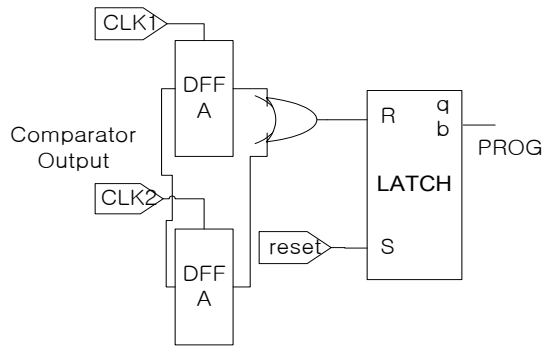 CLK1
DFF
A
Comparator
Output
CLK2
DFF
A
reset
R
q
b
LATCH
S
PROG